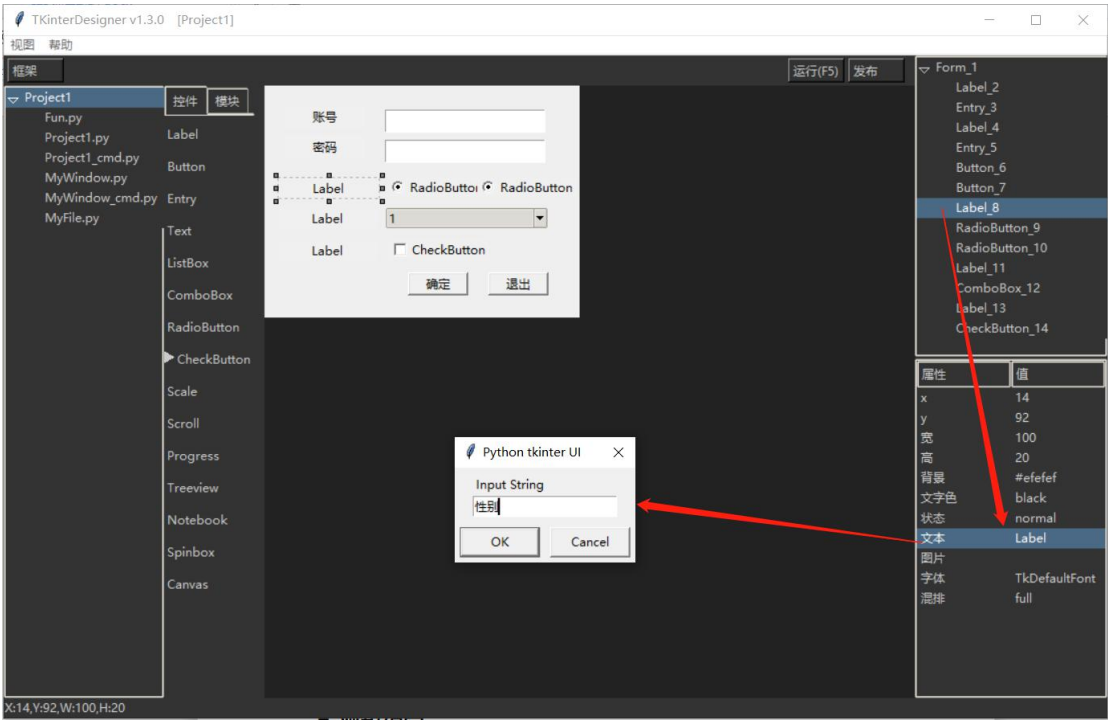 TKinterDesigner v1.3.0 [Project1]
视图 帮助
框架
运行(F5) 发布
Project1
Fun.py
Project1.py
Project1_cmd.py
MyWindow.py
MyWindow_cmd.py
MyFile.py
控件 模块
Label
Button
Entry
Text
ListBox
ComboBox
RadioButton
CheckButton
Scale
Scroll
Progress
Treeview
Notebook
Spinbox
Canvas
账号
密码
Label RadioButton RadioButton
Label 1
Label CheckButton
确定 退出
Python tkinter UI
Input String
性别
OK Cancel
Form_1
Label_2
Entry_3
Label_4
Entry_5
Button_6
Button_7
Label_8
RadioButton_9
RadioButton_10
Label_11
ComboBox_12
Label_13
CheckButton_14
属性 值
x 14
y 92
宽 100
高 20
背景 #efefef
文字色 black
状态 normal
文本 Label
图片
字体 TkDefaultFont
混排 full
X:14,Y:92,W:100,H:20